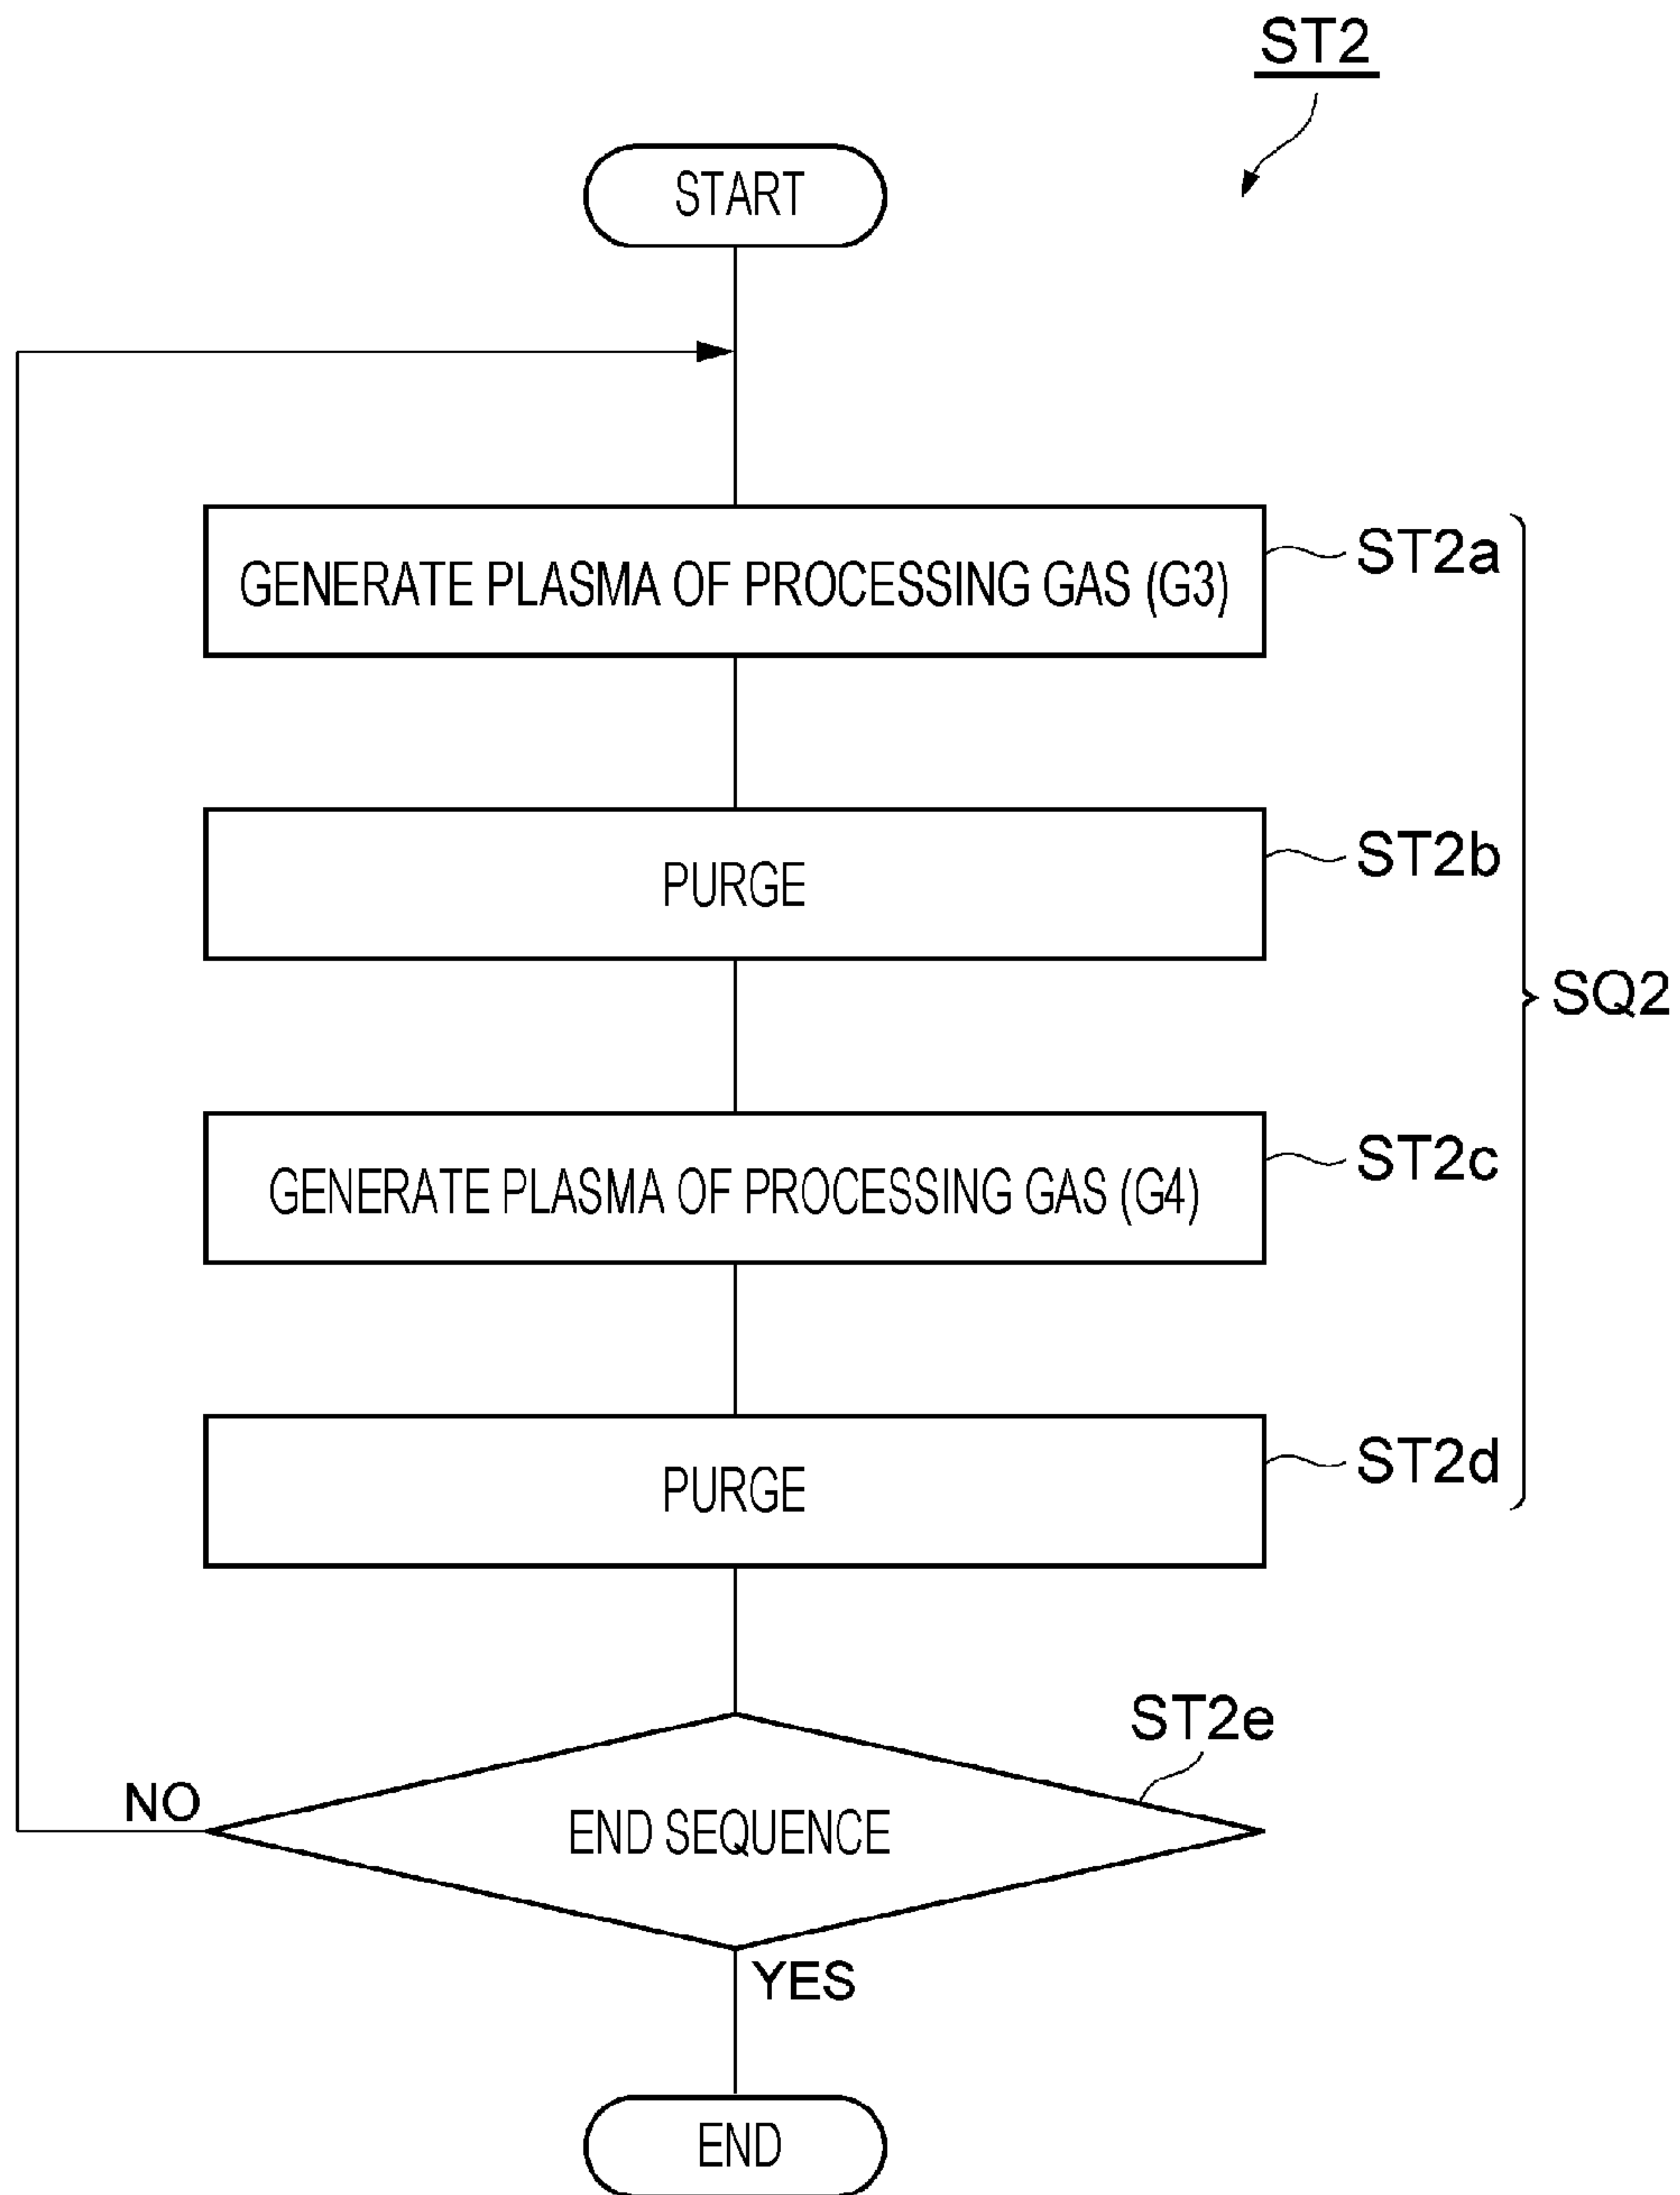 ST2
START
GENERATE PLASMA OF PROCESSING GAS (G3)
ST2a
PURGE
ST2b
SQ2
GENERATE PLASMA OF PROCESSING GAS (G4)
ST2c
PURGE
ST2d
ST2e
NO
END SEQUENCE
YES
END